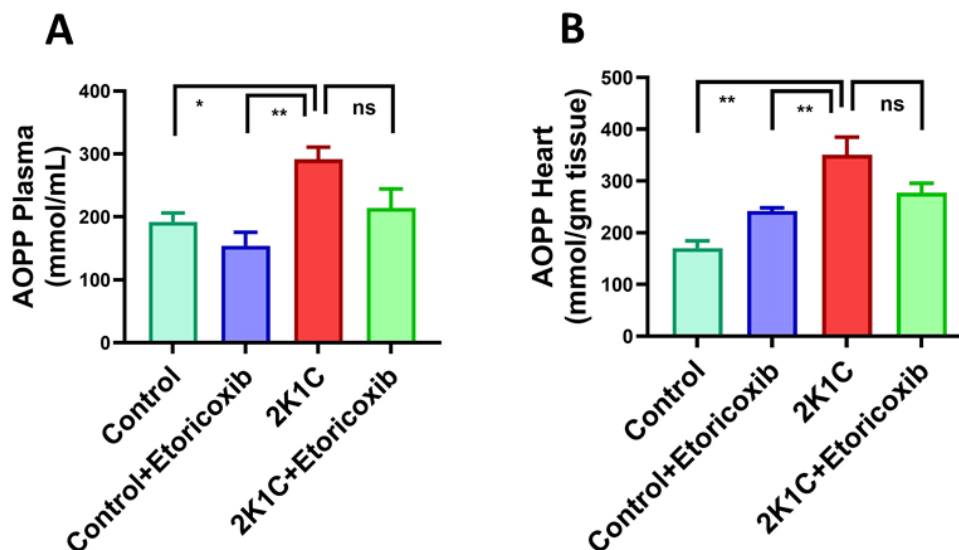 A
AOPP Plasma
(mmol/mL)
400
300
200
100
0
*
**
ns
Control
Control+Etoricoxib
2K1C
2K1C+Etoricoxib
B
AOPP Heart
(mmol/gm tissue)
500
400
300
200
100
0
**
**
ns
Control
Control+Etoricoxib
2K1C
2K1C+Etoricoxib